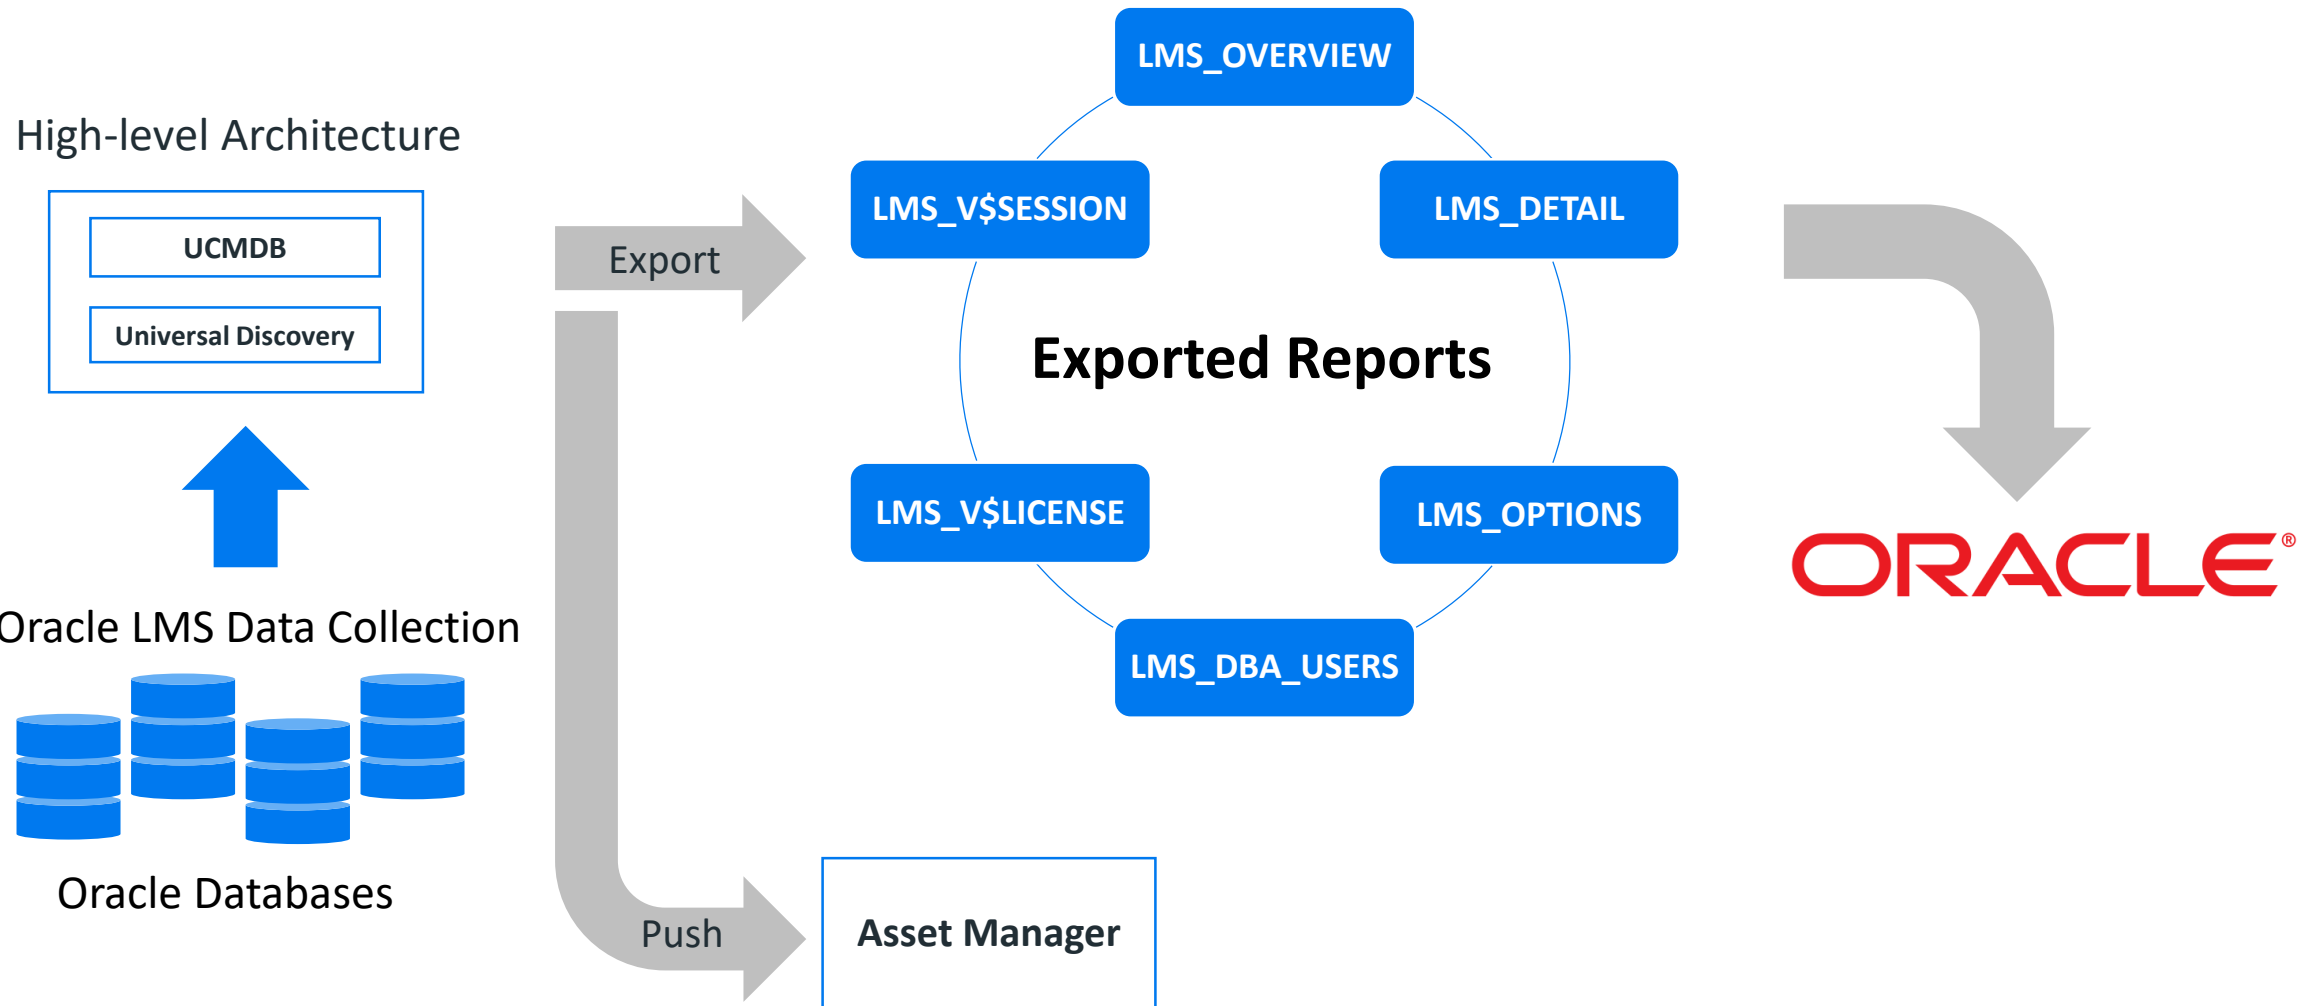 High-level Architecture
UCMDB
Universal Discovery
Oracle LMS Data Collection
Oracle Databases
Export
Push
LMS_OVERVIEW
LMS_V$SESSION
LMS_DETAIL
Exported Reports
LMS_V$LICENSE
LMS_OPTIONS
LMS_DBA_USERS
Asset Manager
ORACLE®